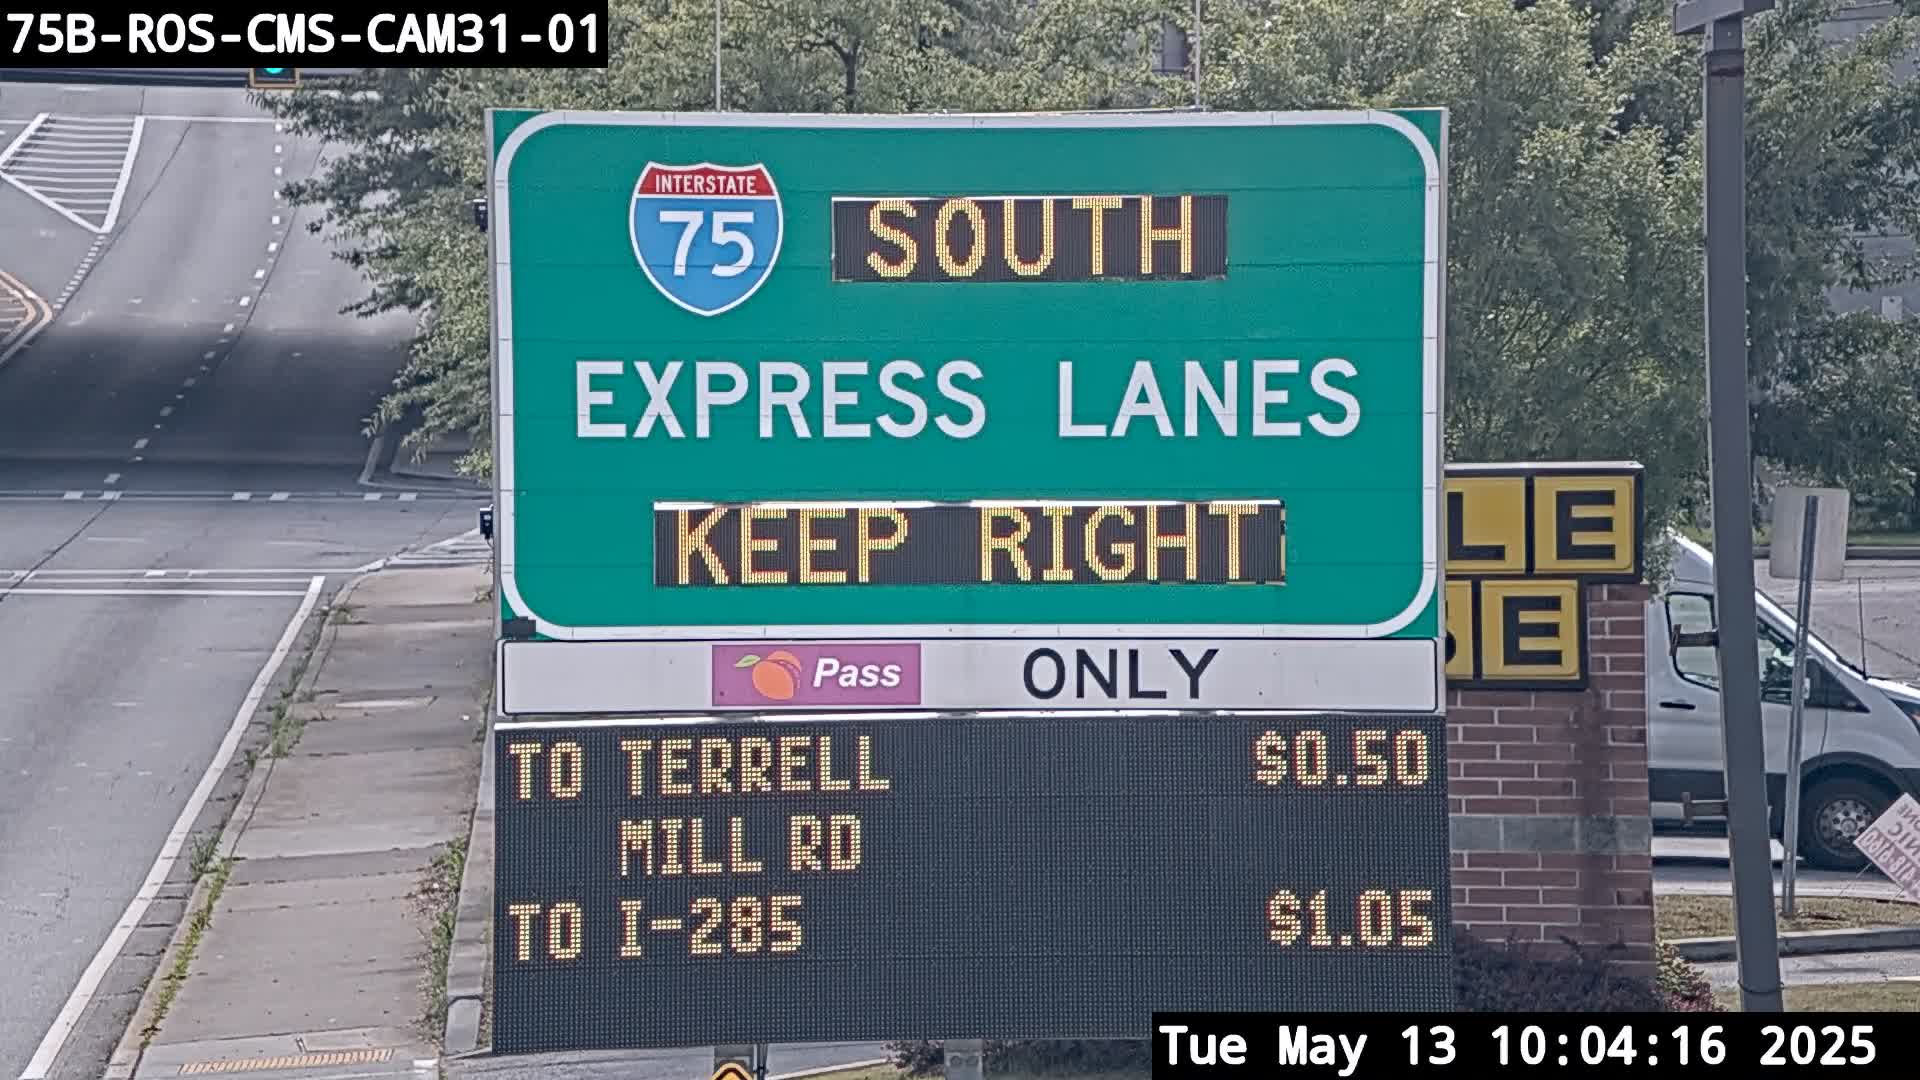 75B-ROS-CMS-CAM31-01
INTERSTATE
75
SOUTH
EXPRESS LANES
KEEP RIGHT
Pass ONLY
TO TERRELL $0.50
MILL RD
TO I-285 $1.05
LE
E
Tue May 13 10:04:16 2025